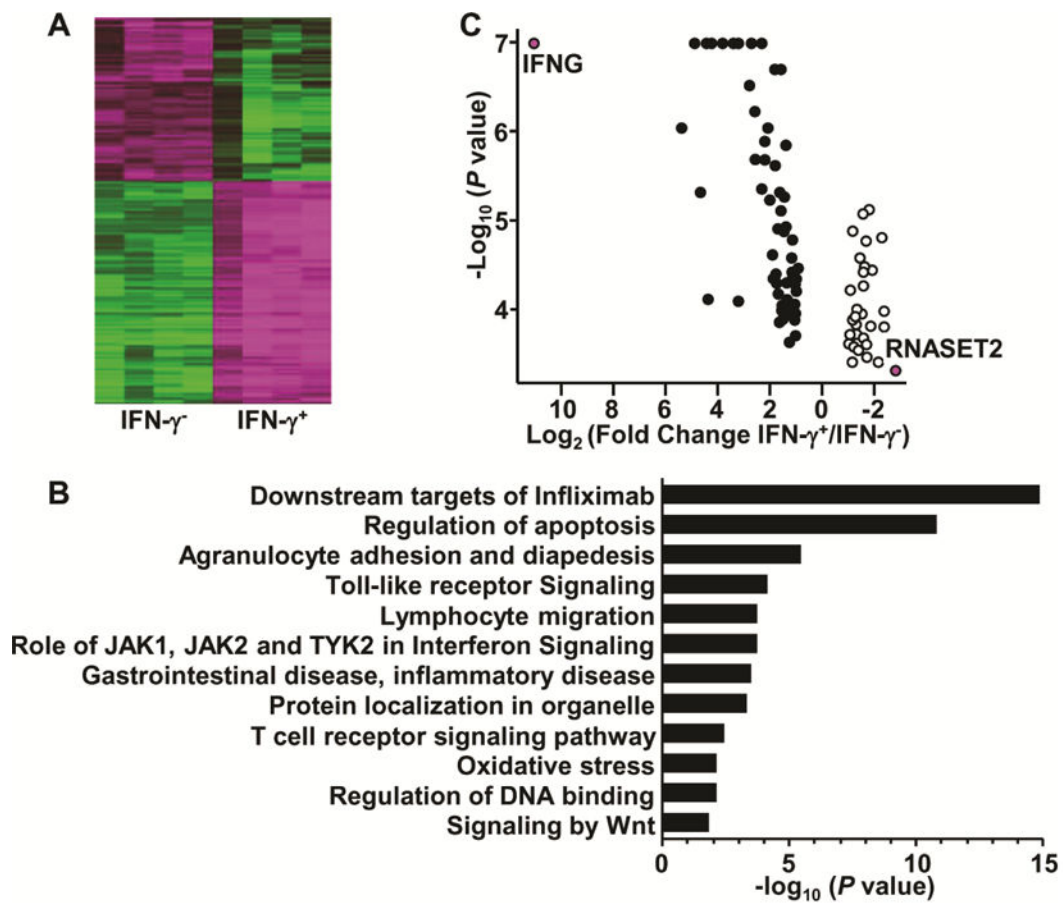 A
IFN-γ⁻ IFN-γ⁺
C
-Log₁₀ (P value)
7
6
5
4
IFNG
RNASET2
10 8 6 4 2 0 -2
Log₂ (Fold Change IFN-γ⁺/IFN-γ⁻)
B
Downstream targets of Infliximab
Regulation of apoptosis
Agranulocyte adhesion and diapedesis
Toll-like receptor Signaling
Lymphocyte migration
Role of JAK1, JAK2 and TYK2 in Interferon Signaling
Gastrointestinal disease, inflammatory disease
Protein localization in organelle
T cell receptor signaling pathway
Oxidative stress
Regulation of DNA binding
Signaling by Wnt
0 5 10 15
-log₁₀ (P value)